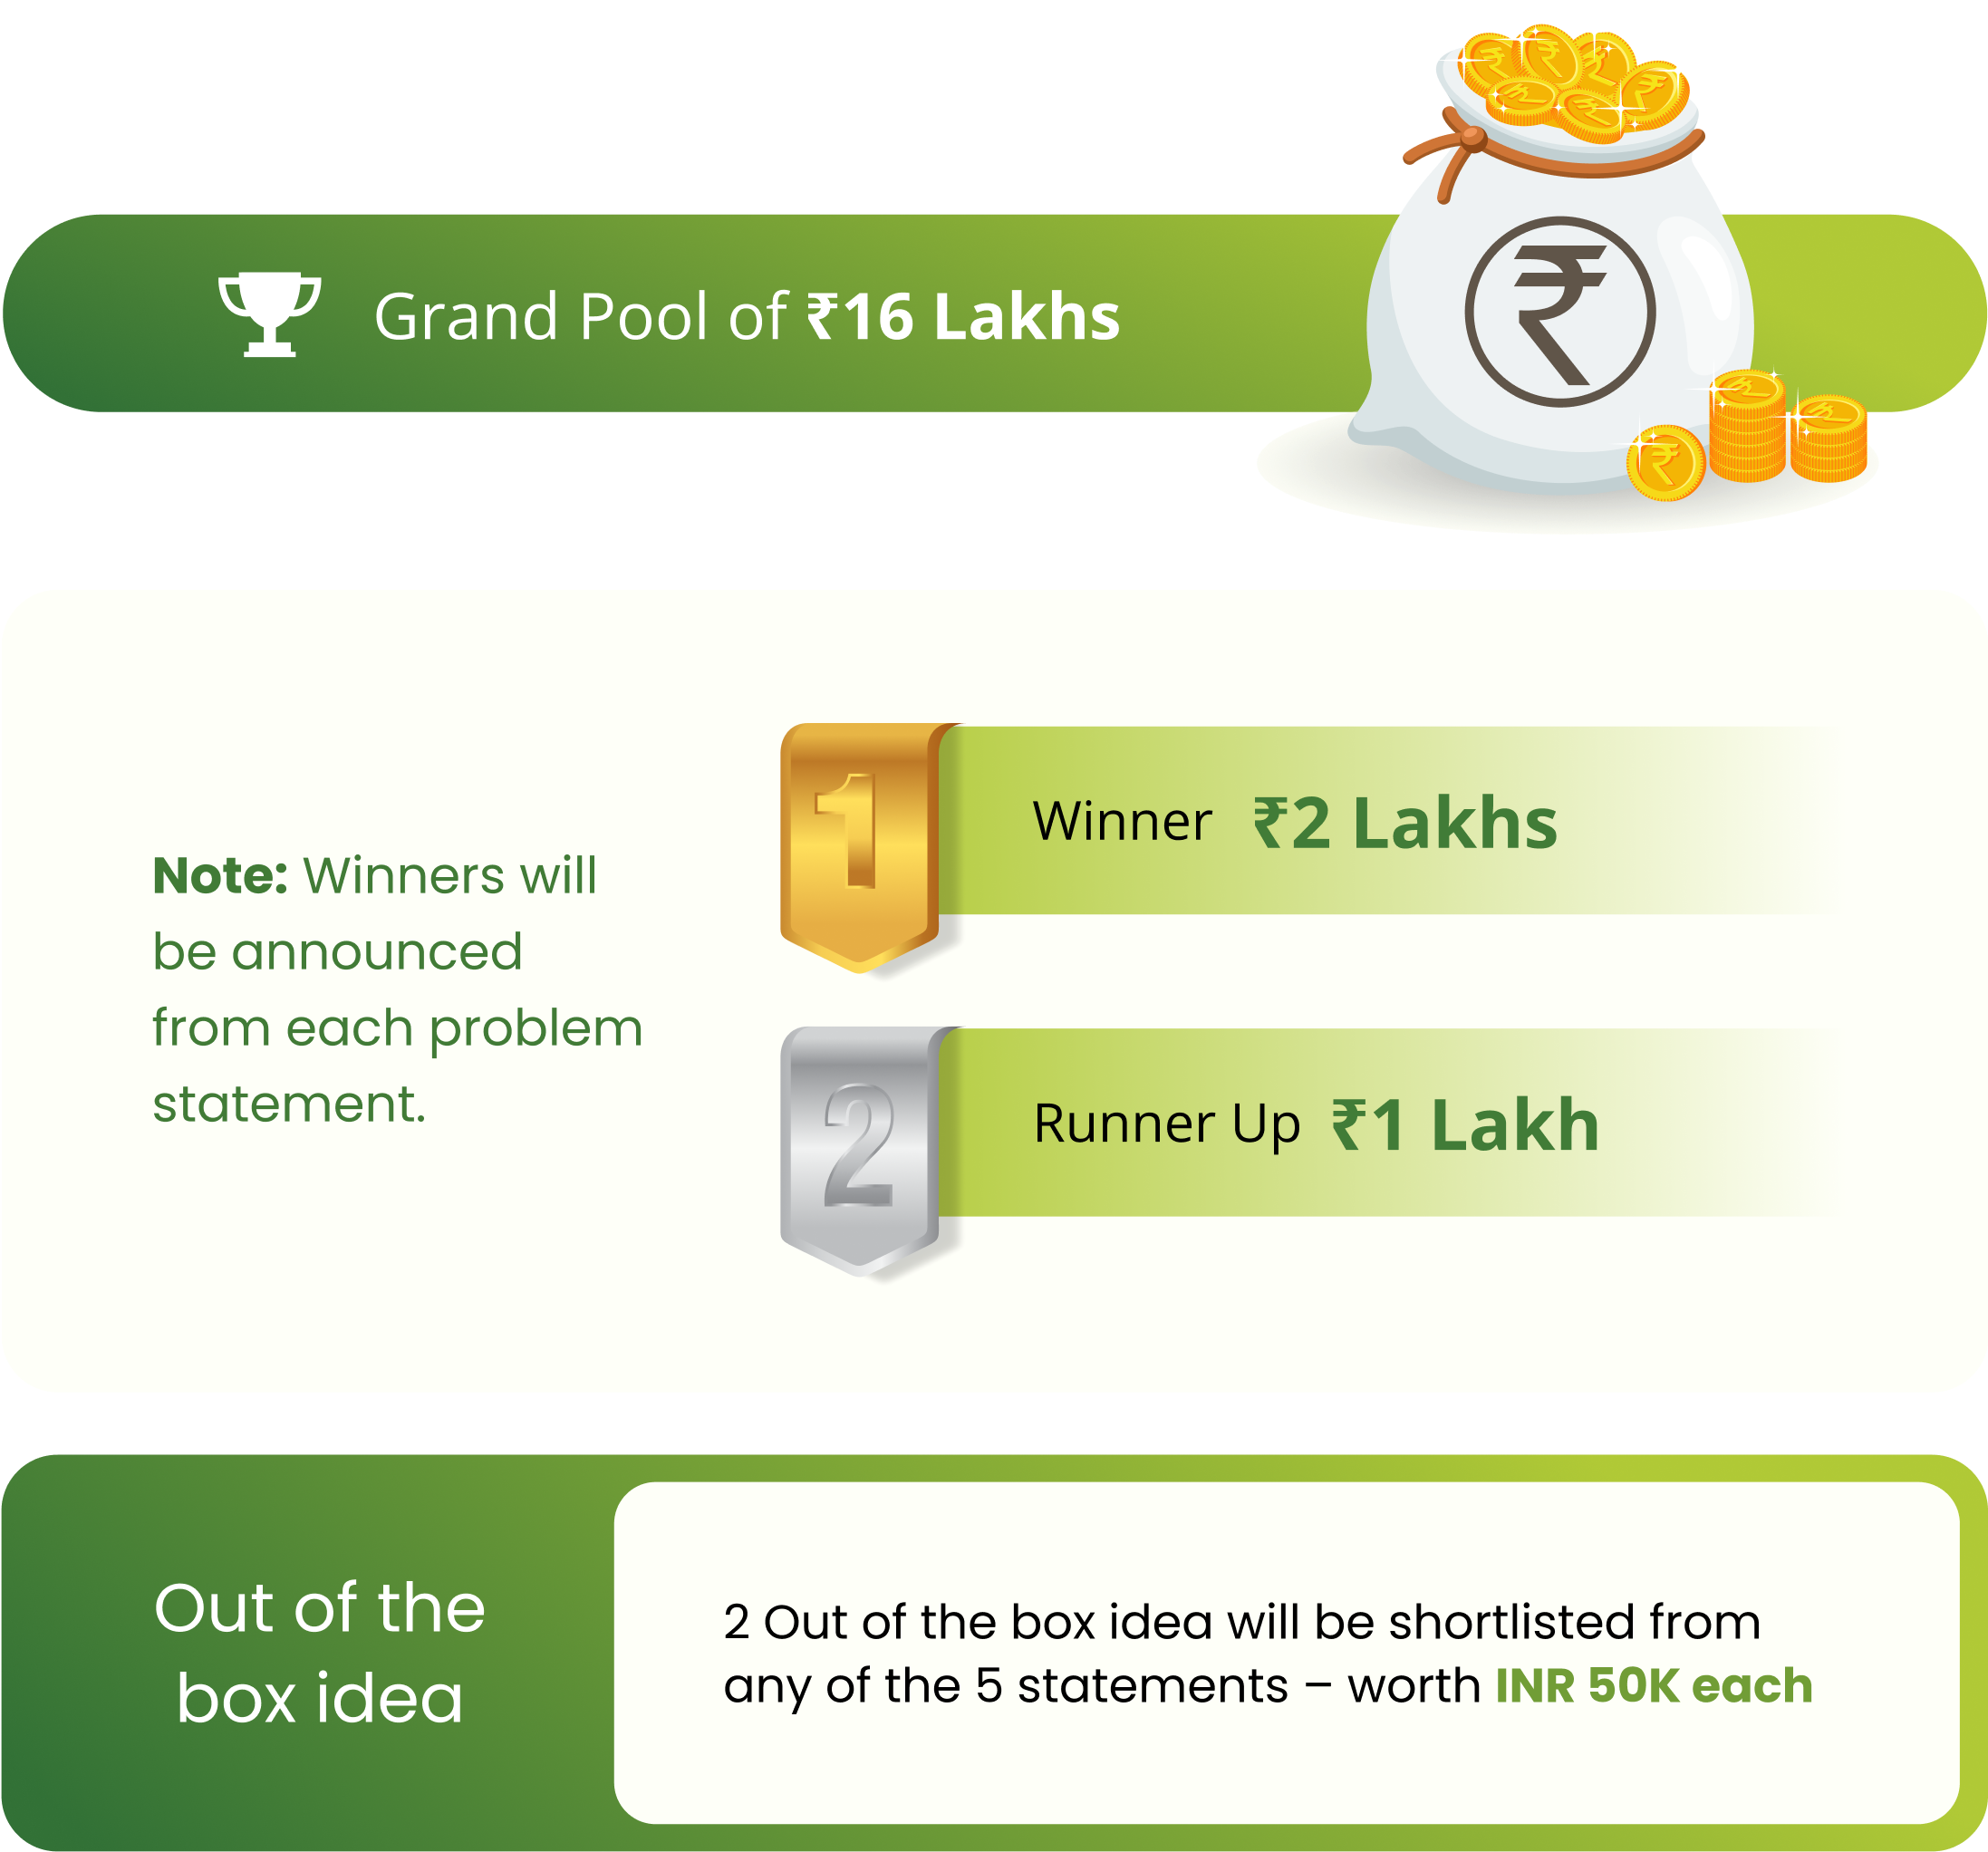 Grand Pool of ₹16 Lakhs
₹
Note: Winners will
be announced
from each problem
statement.
1
Winner ₹2 Lakhs
2
Runner Up ₹1 Lakh
Out of the
box idea
2 Out of the box idea will be shortlisted from
any of the 5 statements – worth INR 50K each